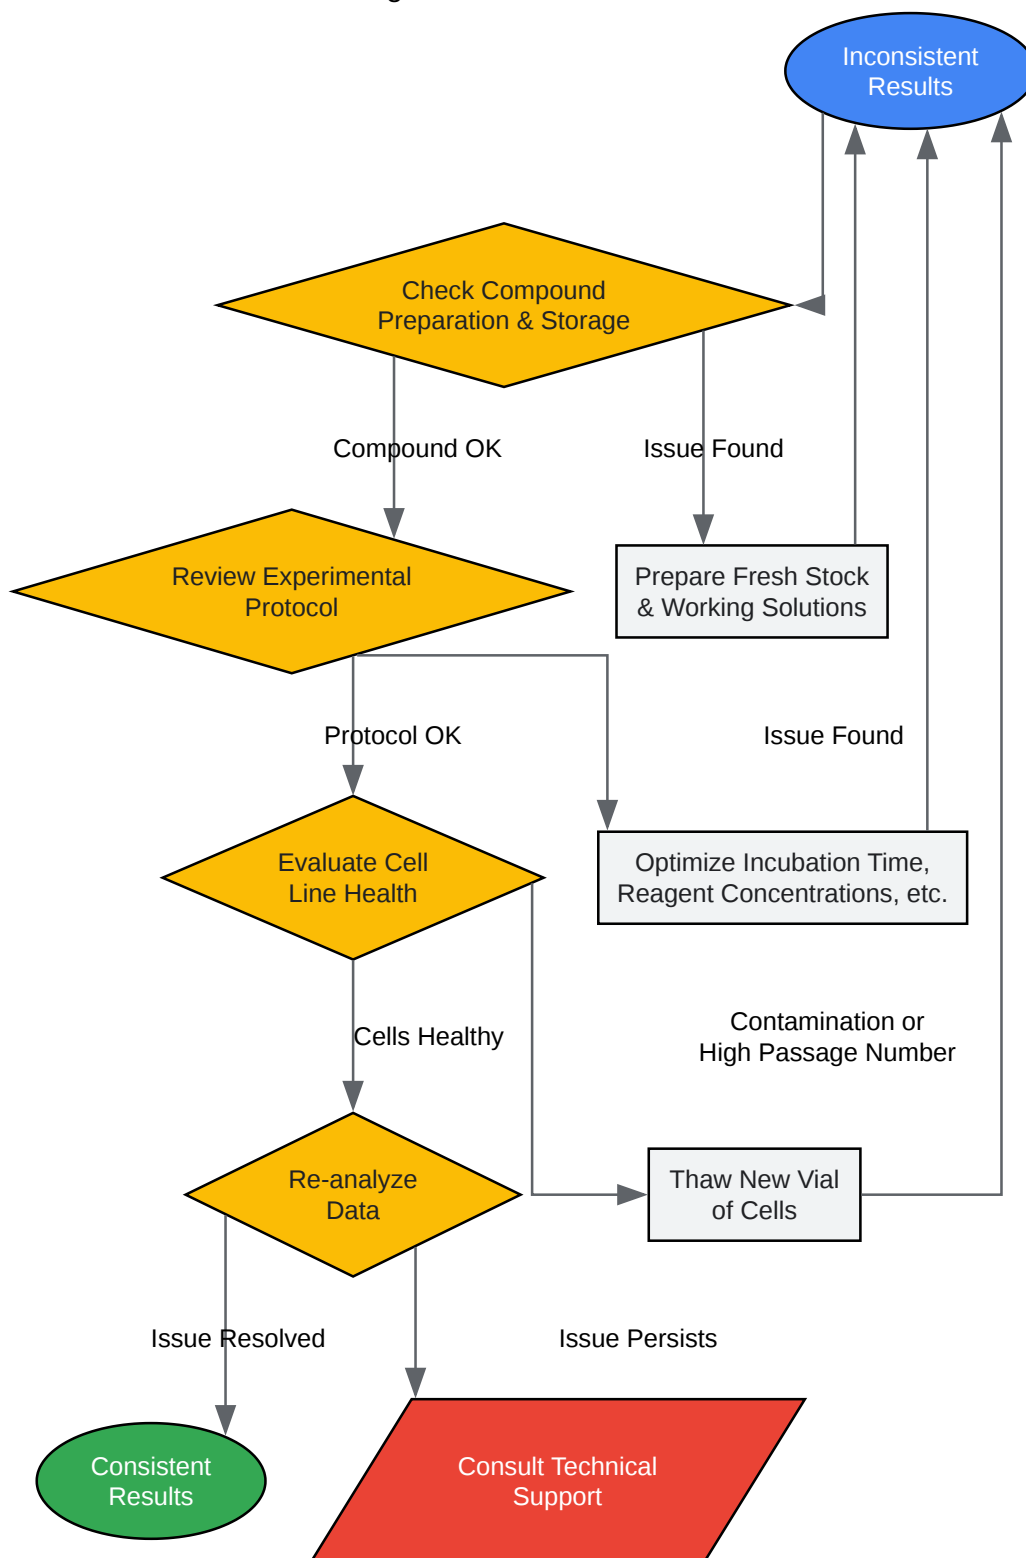 Inconsistent
Results
Check Compound
Preparation & Storage
Compound OK
Issue Found
Review Experimental
Protocol
Prepare Fresh Stock
& Working Solutions
Protocol OK
Issue Found
Evaluate Cell
Line Health
Optimize Incubation Time,
Reagent Concentrations, etc.
Cells Healthy
Contamination or
High Passage Number
Re-analyze
Data
Thaw New Vial
of Cells
Issue Resolved
Issue Persists
Consistent
Results
Consult Technical
Support